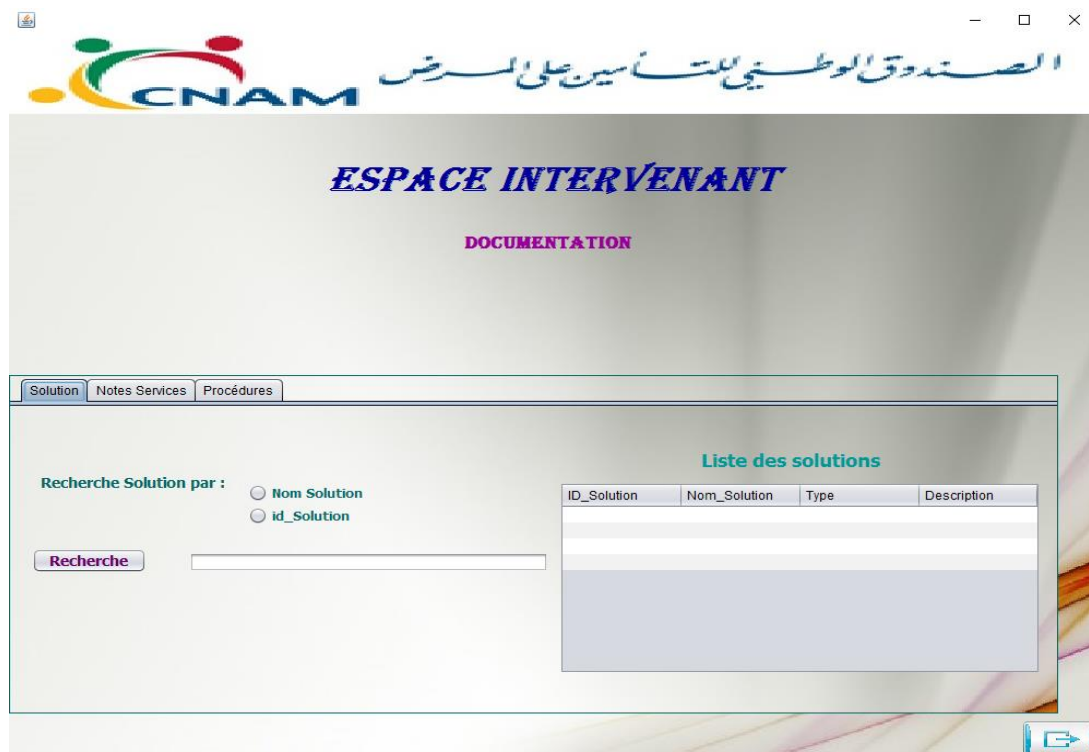 CNAM
الصندوق الوطني للتأمين على المرض
ESPACE INTERVENANT
DOCUMENTATION
Solution Notes Services Procédures
Liste des solutions
Recherche Solution par :
Nom Solution
id_Solution
ID_Solution Nom_Solution Type Description
Recherche